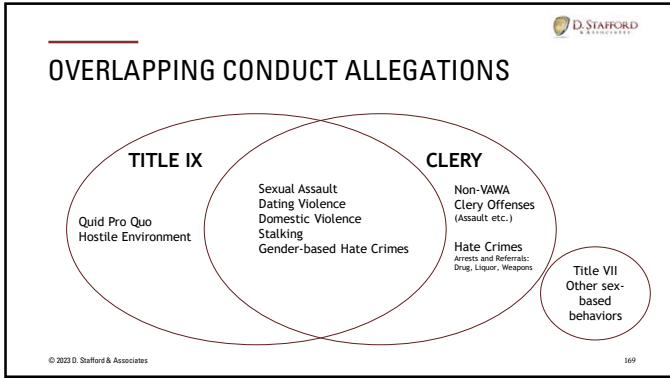 D. STAFFORD
& ASSOCIATES
OVERLAPPING CONDUCT ALLEGATIONS
TITLE IX
Quid Pro Quo
Hostile Environment
Sexual Assault
Dating Violence
Domestic Violence
Stalking
Gender-based Hate Crimes
CLERY
Non-VAWA
Clery Offenses
(Assault etc.)
Hate Crimes
Arrests and Referrals:
Drug, Liquor, Weapons
Title VII
Other sex-
based
behaviors
© 2023 D. Stafford & Associates
169